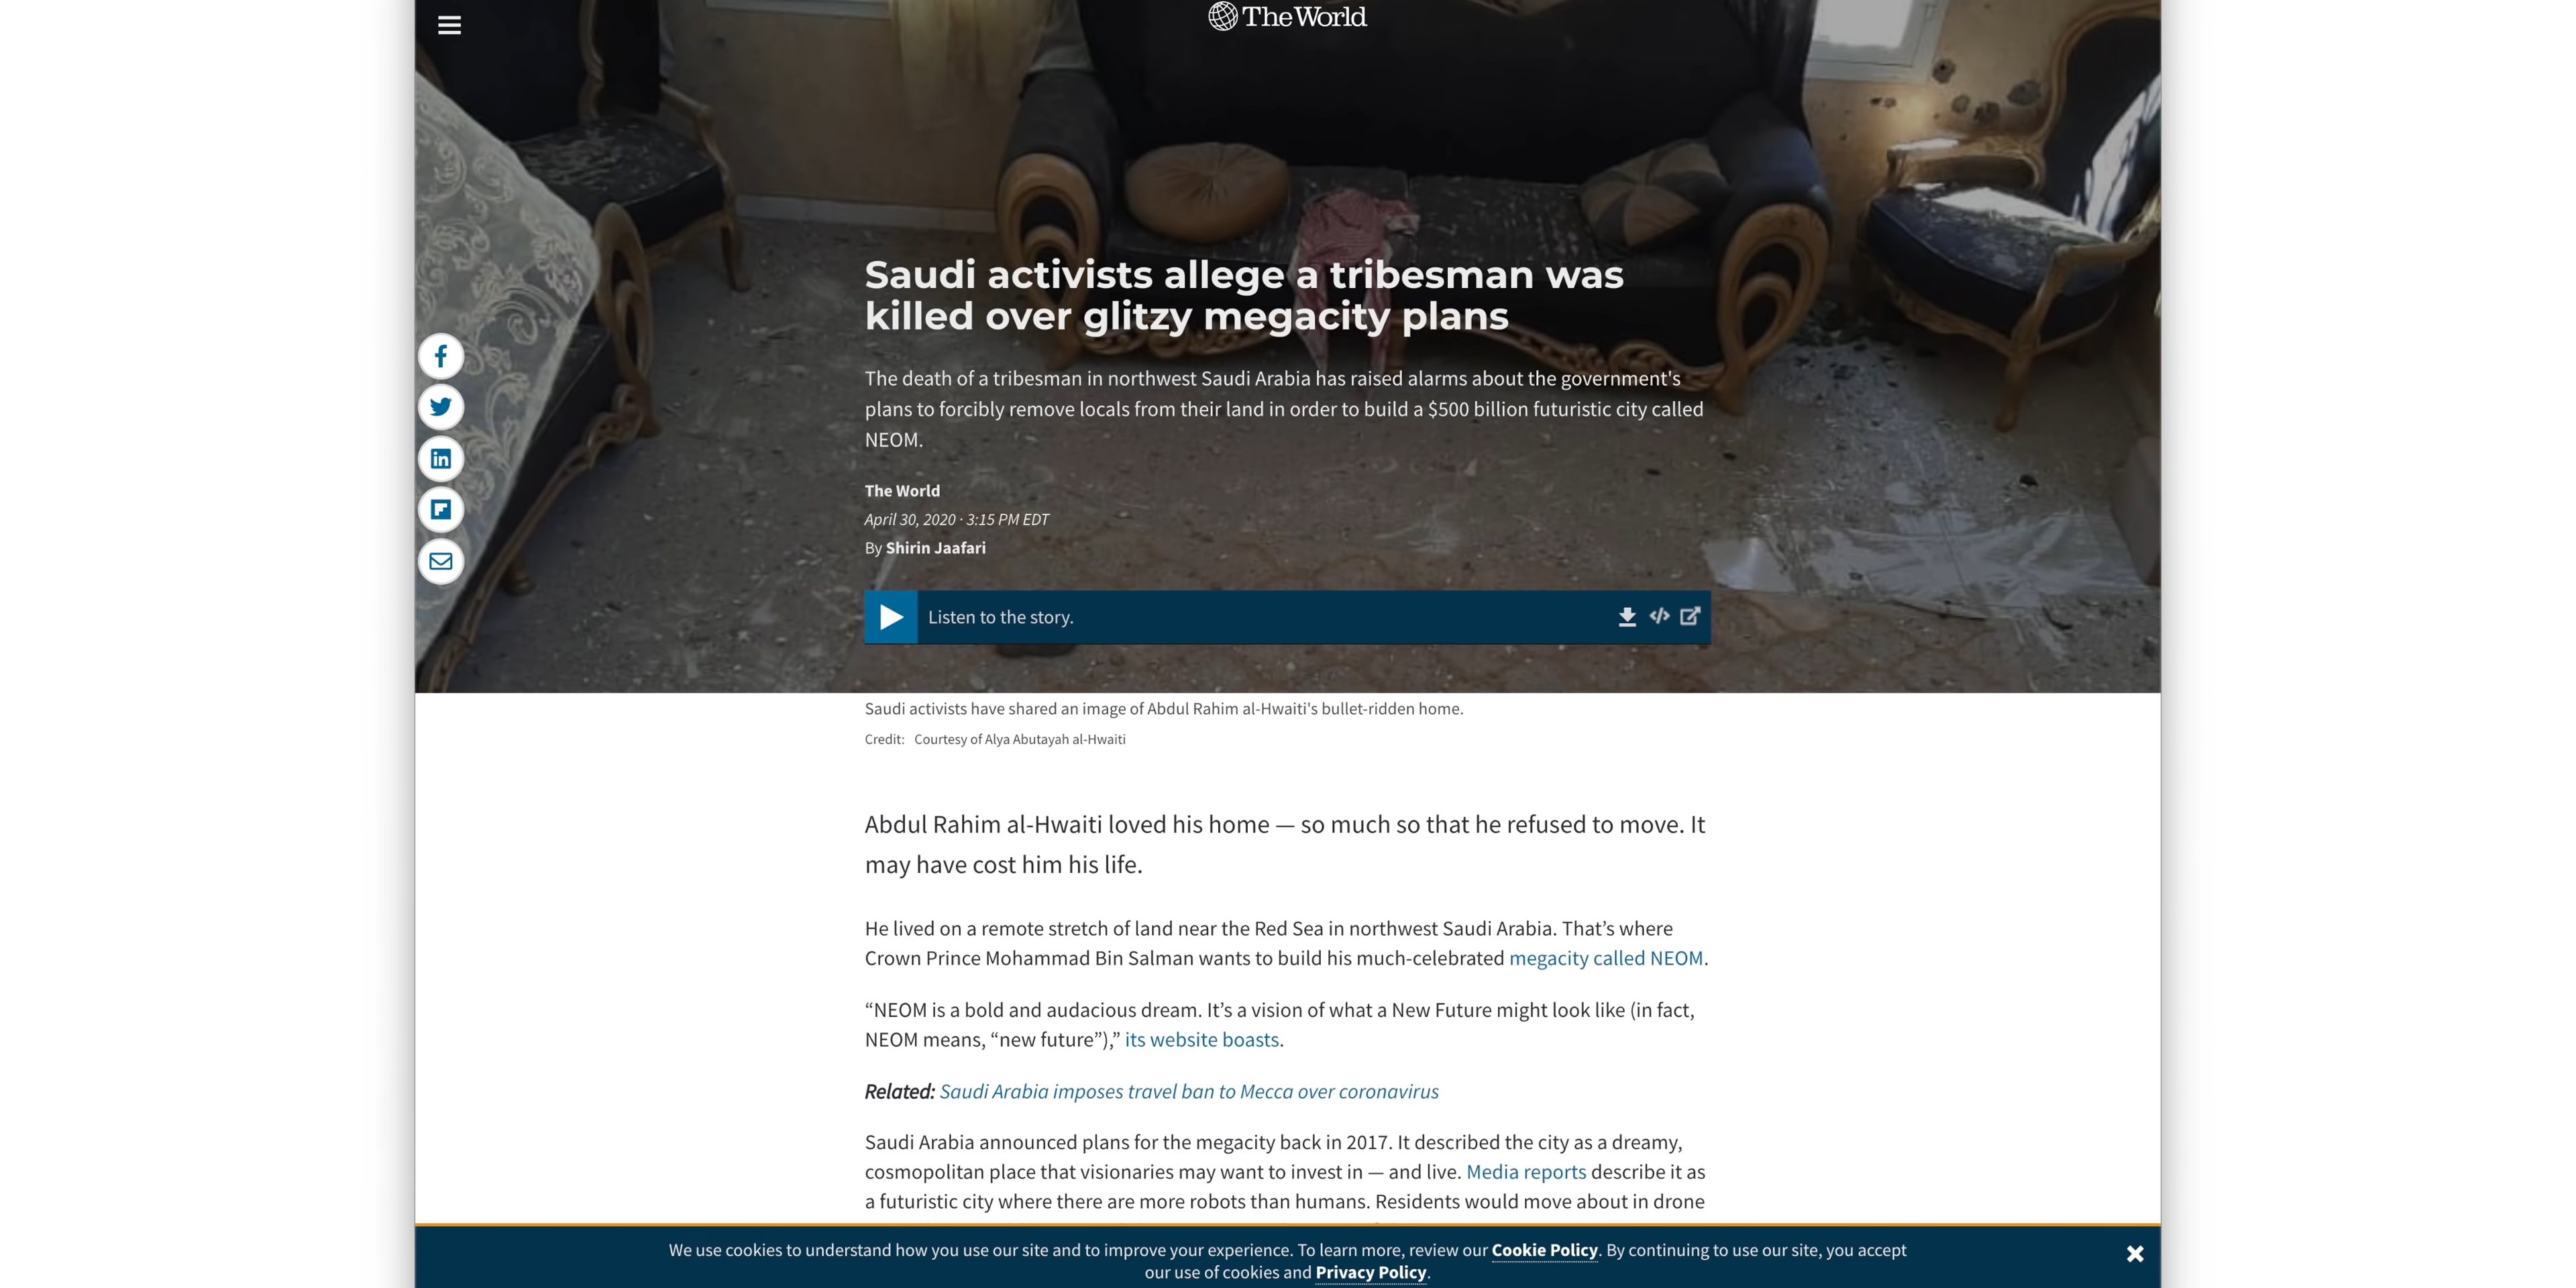 The World
Saudi activists allege a tribesman was
killed over glitzy megacity plans
The death of a tribesman in northwest Saudi Arabia has raised alarms about the government's
plans to forcibly remove locals from their land in order to build a $500 billion futuristic city called
NEOM.
The World
April 30, 2020 · 3:15 PM EDT
By Shirin Jaafari
Listen to the story.
Saudi activists have shared an image of Abdul Rahim al-Hwaiti's bullet-ridden home.
Credit: Courtesy of Alya Abutayah al-Hwaiti
Abdul Rahim al-Hwaiti loved his home — so much so that he refused to move. It
may have cost him his life.
He lived on a remote stretch of land near the Red Sea in northwest Saudi Arabia. That’s where
Crown Prince Mohammad Bin Salman wants to build his much-celebrated megacity called NEOM.
“NEOM is a bold and audacious dream. It’s a vision of what a New Future might look like (in fact,
NEOM means, “new future”),” its website boasts.
Related: Saudi Arabia imposes travel ban to Mecca over coronavirus
Saudi Arabia announced plans for the megacity back in 2017. It described the city as a dreamy,
cosmopolitan place that visionaries may want to invest in — and live. Media reports describe it as
a futuristic city where there are more robots than humans. Residents would move about in drone
We use cookies to understand how you use our site and to improve your experience. To learn more, review our Cookie Policy. By continuing to use our site, you accept
our use of cookies and Privacy Policy.